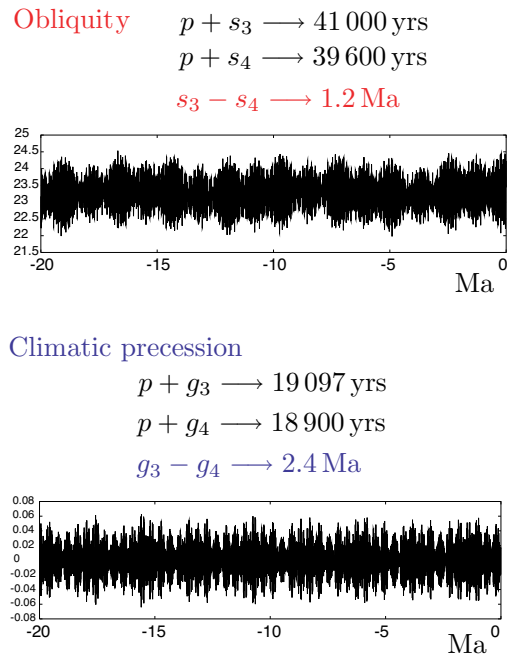 Obliquity
p + s₃ ⟶ 41 000 yrs
p + s₄ ⟶ 39 600 yrs
s₃ − s₄ ⟶ 1.2 Ma
25
24.5
24
23.5
23
22.5
22
21.5
-20 -15 -10 -5 0
Ma
Climatic precession
p + g₃ ⟶ 19 097 yrs
p + g₄ ⟶ 18 900 yrs
g₃ − g₄ ⟶ 2.4 Ma
0.08
0.06
0.04
0.02
0
-0.02
-0.04
-0.06
-0.08
-20 -15 -10 -5 0
Ma